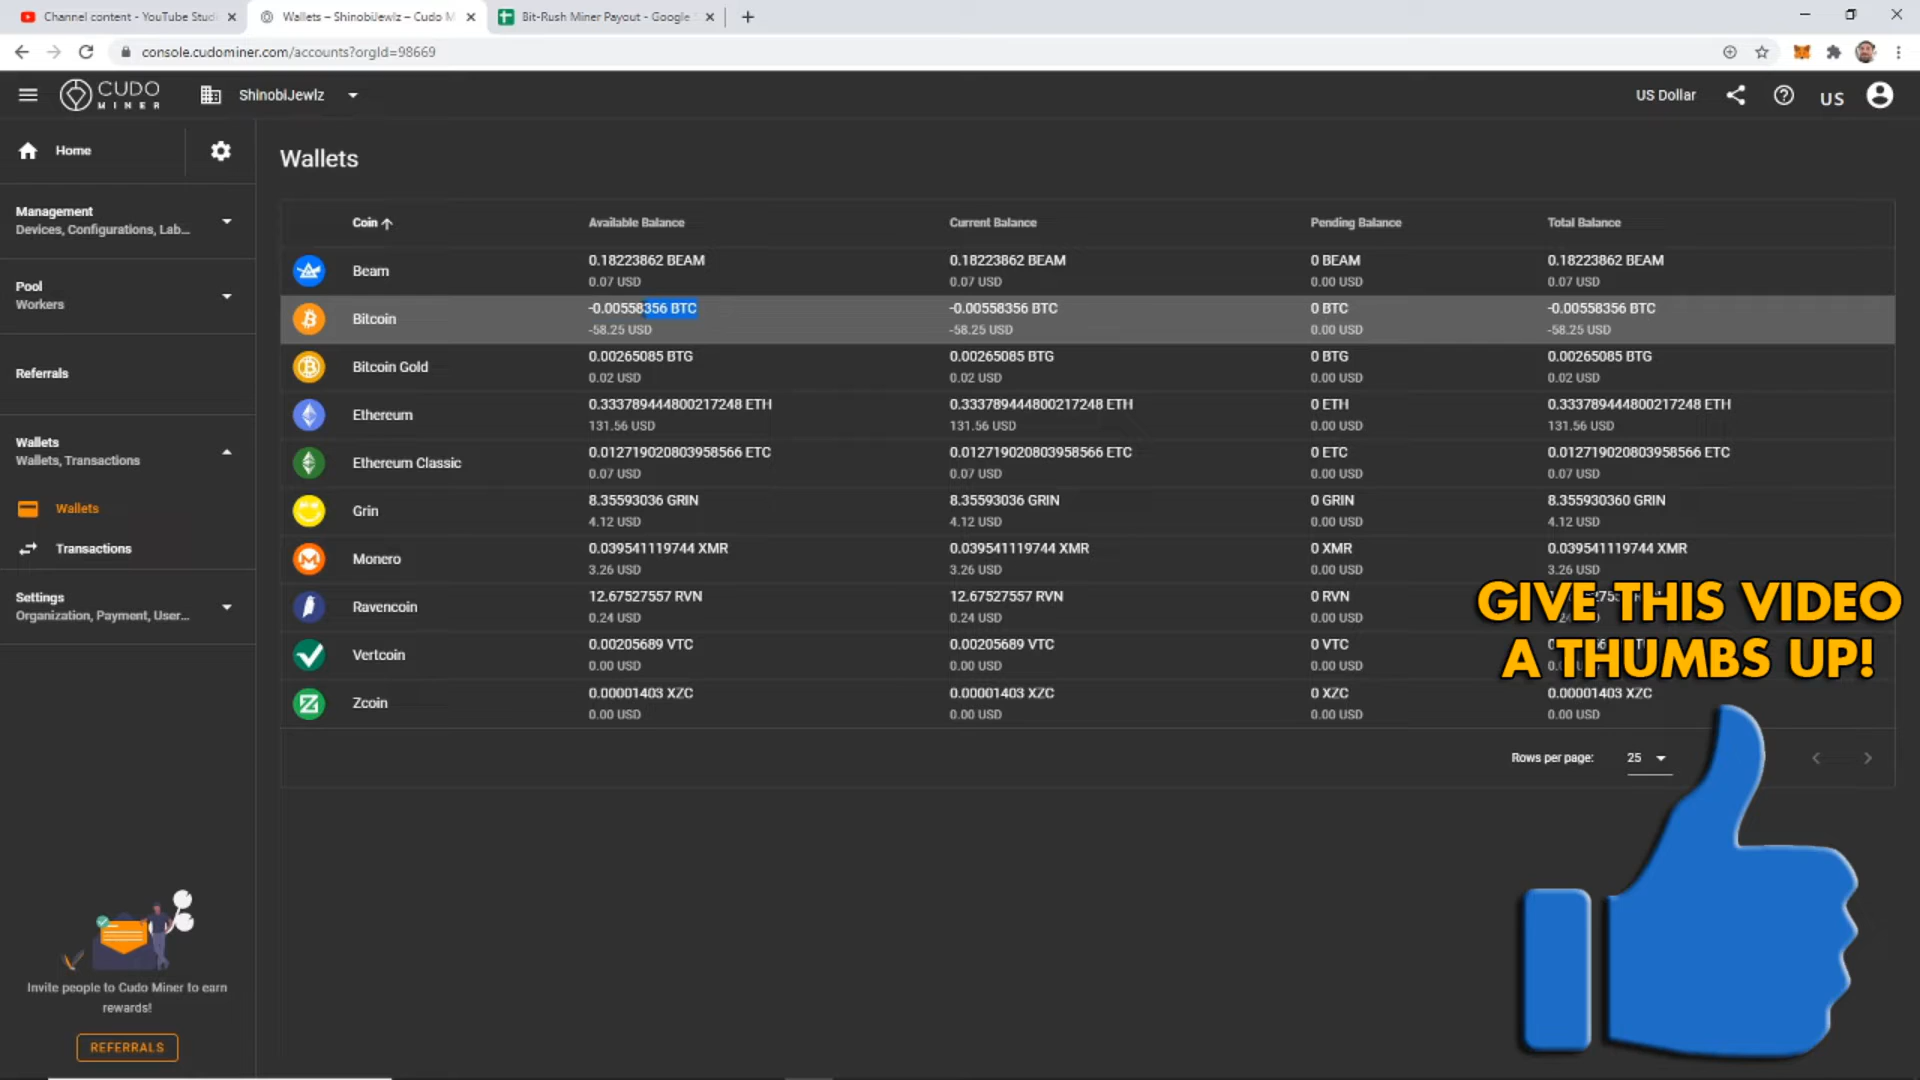 Channel content - YouTube Studi
Wallets – ShinobiJewlz – Cudo M
Bit-Rush Miner Payout - Google
console.cudominer.com/accounts?orgId=98669
CUDO
MINER
ShinobiJewlz
US Dollar
US
Home
Management
Devices, Configurations, Lab...
Pool
Workers
Referrals
Wallets
Wallets, Transactions
Wallets
Transactions
Settings
Organization, Payment, User...
Invite people to Cudo Miner to earn
rewards!
REFERRALS
Wallets
Coin Available Balance Current Balance Pending Balance Total Balance
Beam 0.18223862 BEAM 0.18223862 BEAM 0 BEAM 0.18223862 BEAM
0.07 USD 0.07 USD 0.00 USD 0.07 USD
Bitcoin -0.00558356 BTC -0.00558356 BTC 0 BTC -0.00558356 BTC
-58.25 USD -58.25 USD 0.00 USD -58.25 USD
Bitcoin Gold 0.00265085 BTG 0.00265085 BTG 0 BTG 0.00265085 BTG
0.02 USD 0.02 USD 0.00 USD 0.02 USD
Ethereum 0.333789444800217248 ETH 0.333789444800217248 ETH 0 ETH 0.333789444800217248 ETH
131.56 USD 131.56 USD 0.00 USD 131.56 USD
Ethereum Classic 0.012719020803958566 ETC 0.012719020803958566 ETC 0 ETC 0.012719020803958566 ETC
0.07 USD 0.07 USD 0.00 USD 0.07 USD
Grin 8.35593036 GRIN 8.35593036 GRIN 0 GRIN 8.355930360 GRIN
4.12 USD 4.12 USD 0.00 USD 4.12 USD
Monero 0.039541119744 XMR 0.039541119744 XMR 0 XMR 0.039541119744 XMR
3.26 USD 3.26 USD 0.00 USD 3.26 USD
Ravencoin 12.67527557 RVN 12.67527557 RVN 0 RVN
0.24 USD 0.24 USD 0.00 USD
Vertcoin 0.00205689 VTC 0.00205689 VTC 0 VTC
0.00 USD 0.00 USD 0.00 USD
Zcoin 0.00001403 XZC 0.00001403 XZC 0 XZC 0.00001403 XZC
0.00 USD 0.00 USD 0.00 USD 0.00 USD
Rows per page: 25
GIVE THIS VIDEO
A THUMBS UP!